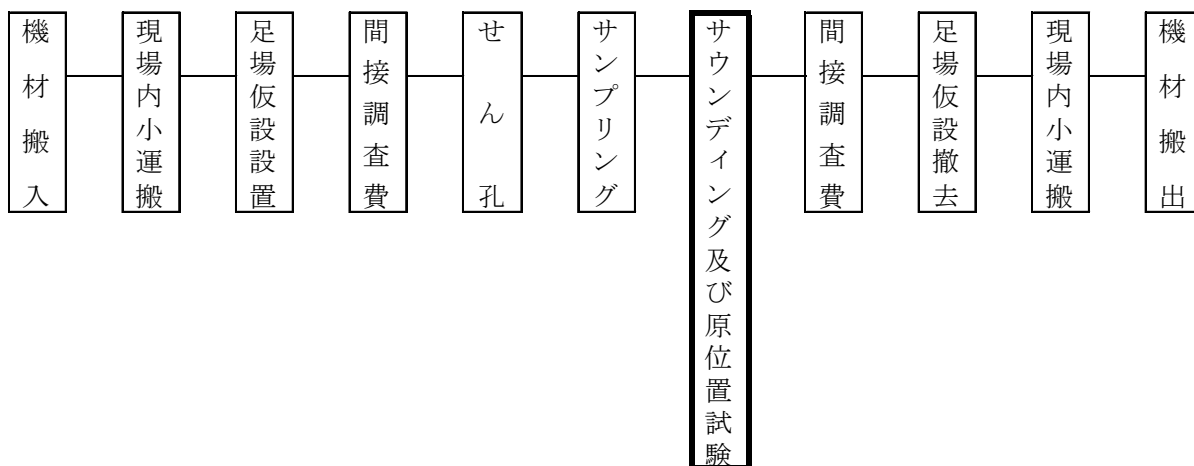 機材搬入
現場内小運搬
足場仮設設置
間接調査費
せん孔
サンプリング
サウンディング及び原位置試験
間接調査費
足場仮設撤去
現場内小運搬
機材搬出